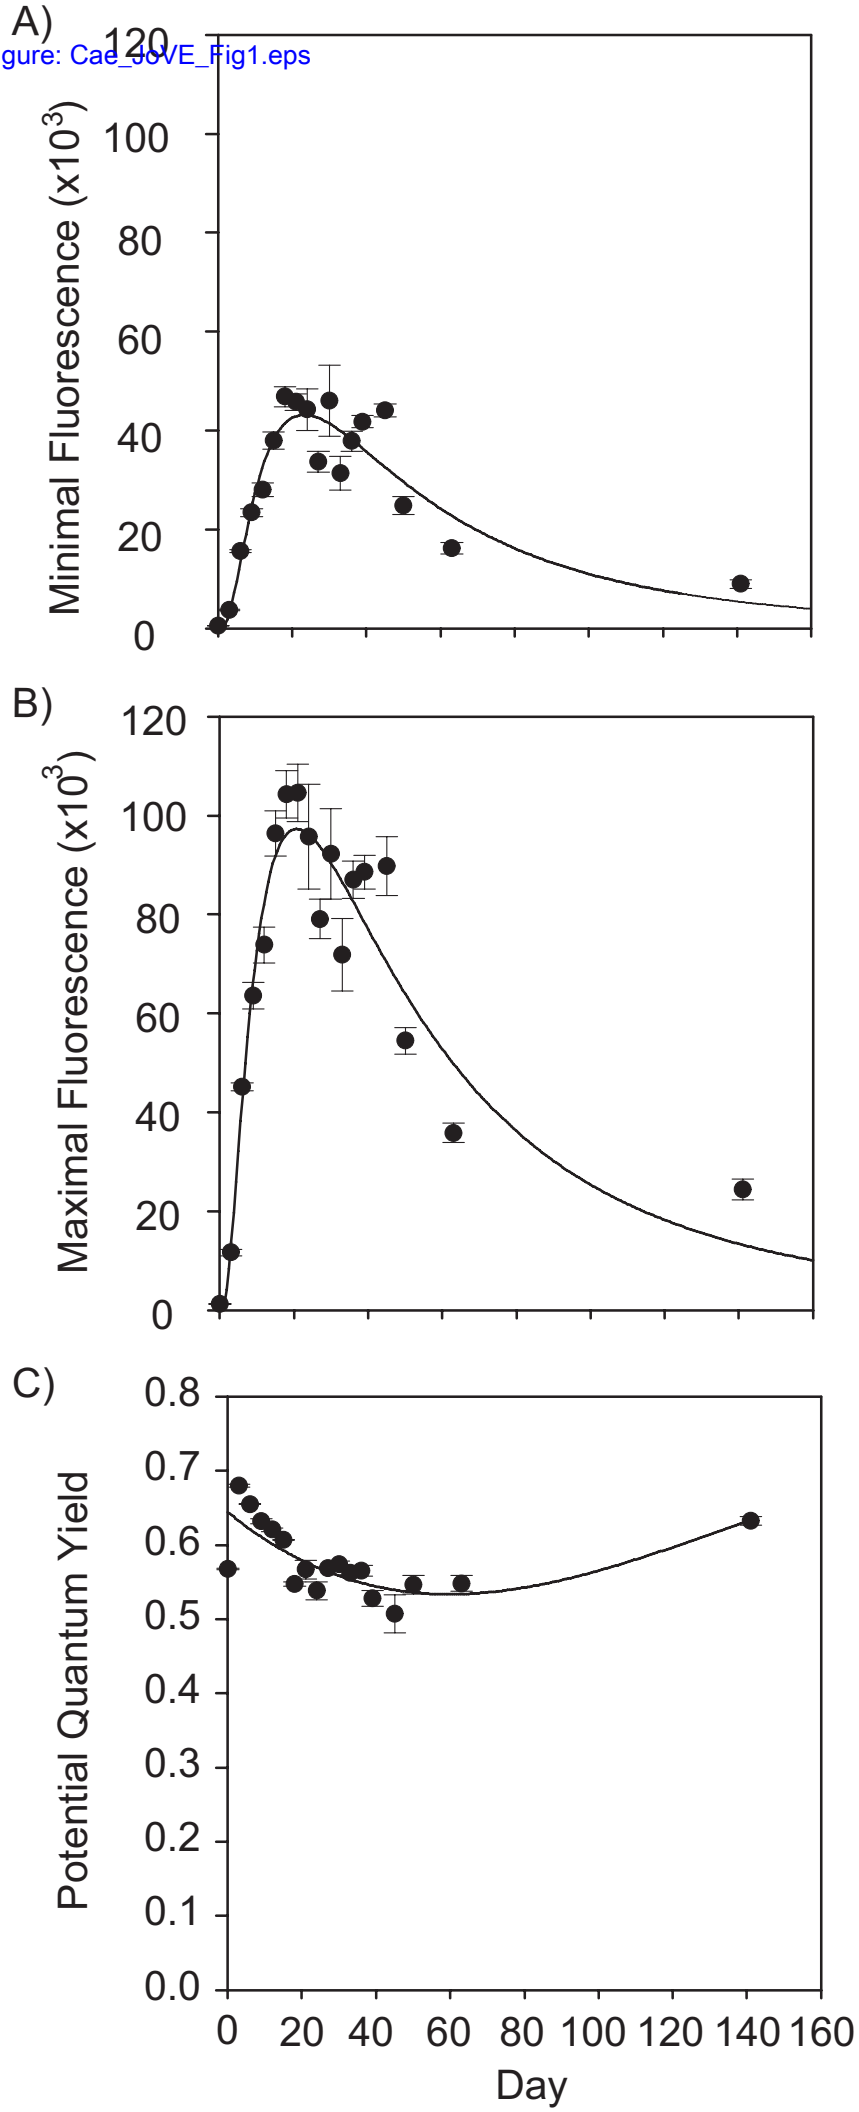 A)
120
gure: Cae_JoVE_Fig1.eps
100
80
60
40
20
0
Minimal Fluorescence (x10³)
B)
120
100
80
60
40
20
0
Maximal Fluorescence (x10³)
C)
0.8
0.7
0.6
0.5
0.4
0.3
0.2
0.1
0.0
Potential Quantum Yield
0 20 40 60 80 100 120 140 160
Day